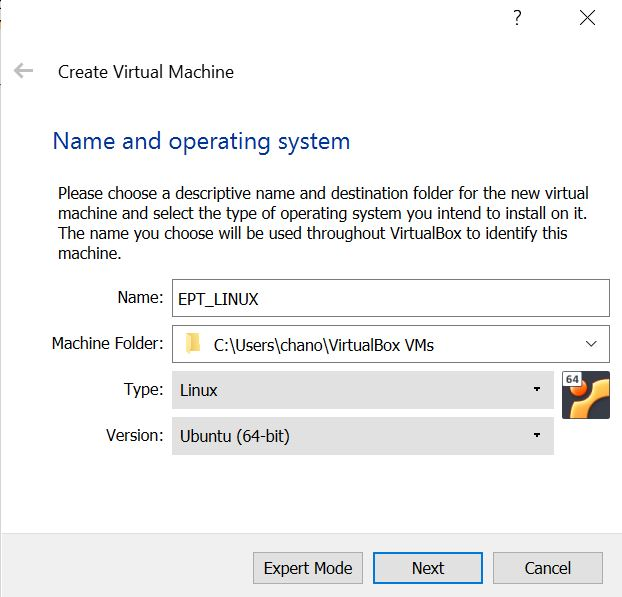 ?
Create Virtual Machine
Name and operating system
Please choose a descriptive name and destination folder for the new virtual
machine and select the type of operating system you intend to install on it.
The name you choose will be used throughout VirtualBox to identify this
machine.
Name: EPT_LINUX
Machine Folder: C:\Users\chano\VirtualBox VMs
Type: Linux
64
Version: Ubuntu (64-bit)
Expert Mode Next Cancel